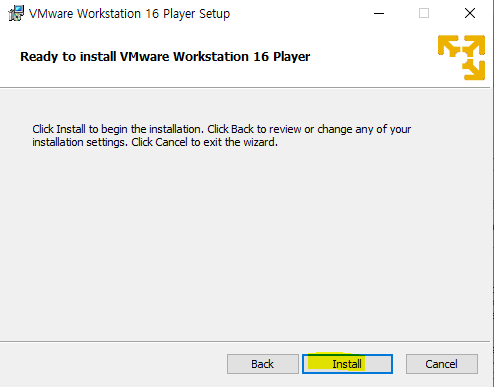 VMware Workstation 16 Player Setup
Ready to install VMware Workstation 16 Player
Click Install to begin the installation. Click Back to review or change any of your
installation settings. Click Cancel to exit the wizard.
Back
Install
Cancel